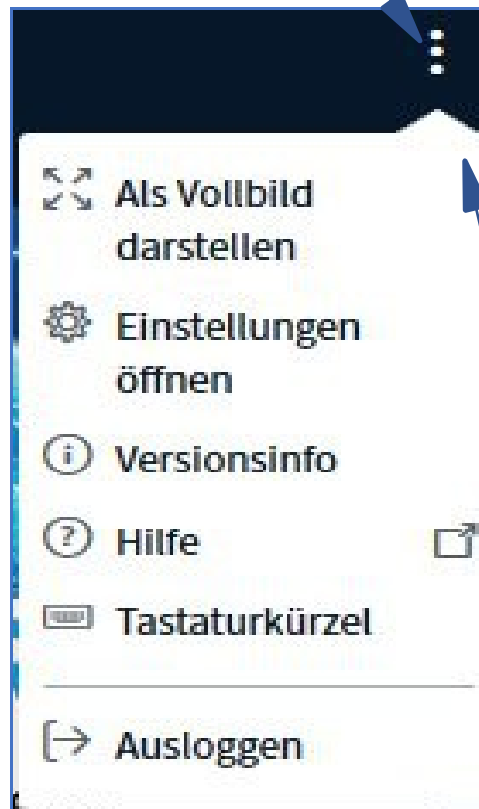 Als Vollbild
darstellen
Einstellungen
öffnen
Versionsinfo
Hilfe
Tastaturkürzel
Ausloggen